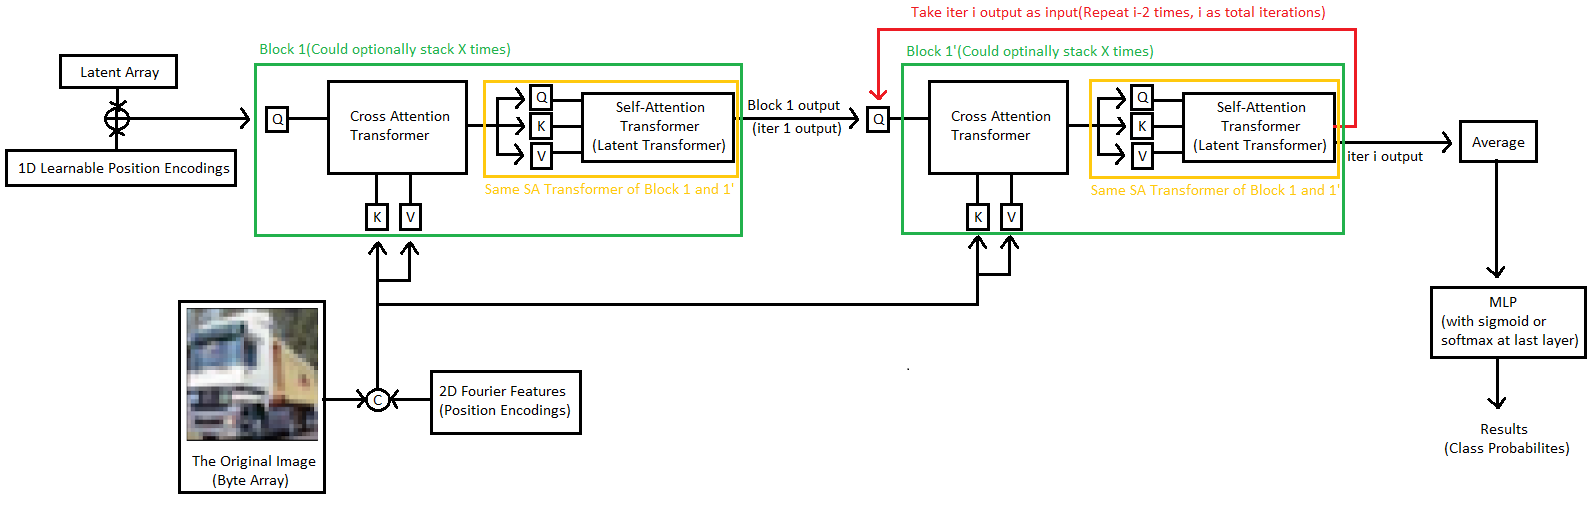 Take iter i output as input(Repeat i-2 times, i as total iterations)
Block 1(Could optionally stack X times)
Block 1'(Could optinally stack X times)
Latent Array
1D Learnable Position Encodings
Q
Cross Attention
Transformer
K
V
Q
K
V
Self-Attention
Transformer
(Latent Transformer)
Same SA Transformer of Block 1 and 1'
Block 1 output
(iter 1 output)
Q
Cross Attention
Transformer
K
V
Q
K
V
Self-Attention
Transformer
(Latent Transformer)
Same SA Transformer of Block 1 and 1'
iter i output
Average
MLP
(with sigmoid or
softmax at last layer)
Results
(Class Probabilites)
C
2D Fourier Features
(Position Encodings)
The Original Image
(Byte Array)